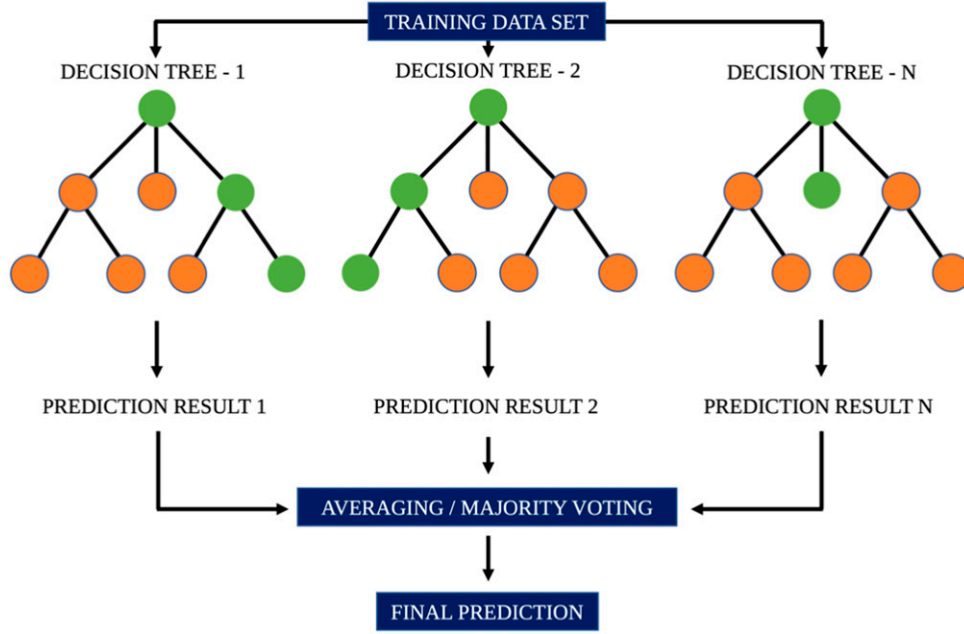 TRAINING DATA SET
DECISION TREE - 1
DECISION TREE - 2
DECISION TREE - N
PREDICTION RESULT 1
PREDICTION RESULT 2
PREDICTION RESULT N
AVERAGING / MAJORITY VOTING
FINAL PREDICTION